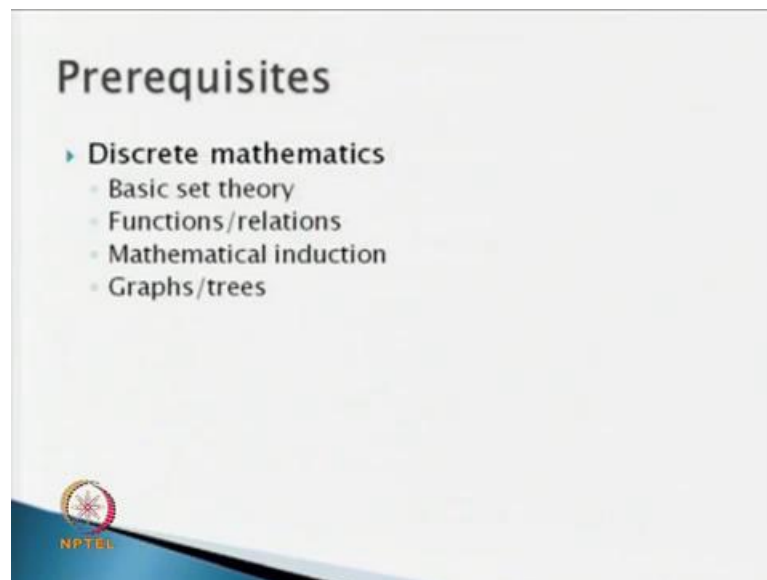 Prerequisites
Discrete mathematics
Basic set theory
Functions/relations
Mathematical induction
Graphs/trees
NPTEL